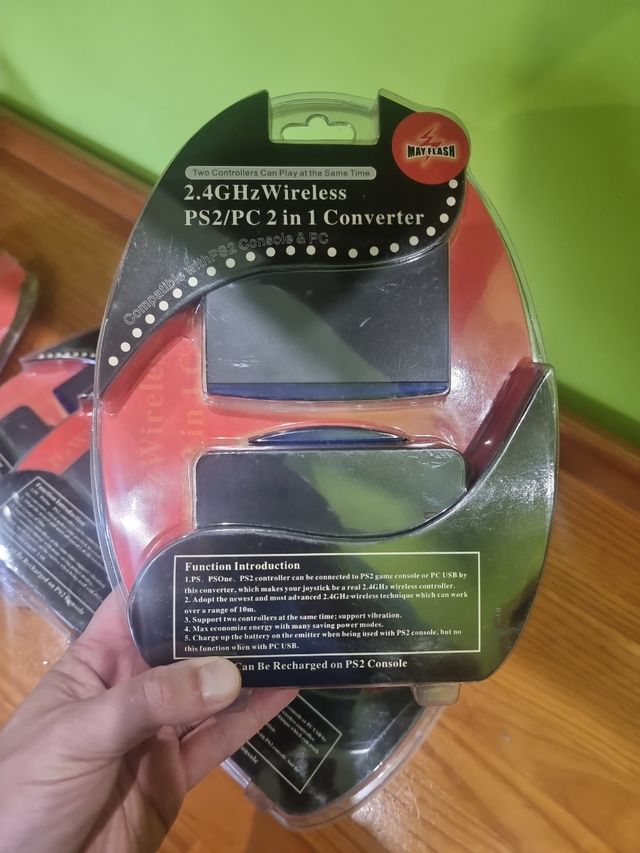 MAYFLASH
Two Controllers Can Play at the Same Time
2.4GHz Wireless
PS2/PC 2 in 1 Converter
Compatible with PS2 Console & PC
Wirele
in 1 C
Function Introduction
1.PS, PSOne, PS2 controller can be connected to PS2 game console or PC USB by
this converter, which makes your joystick be a real 2.4GHz wireless controller.
2. Adopt the newest and most advanced 2.4GHz wireless technique which can work
over a range of 10m.
3. Support two controllers at the same time; support vibration.
4. Max economize energy with many saving power modes.
5. Charge up the battery on the emitter when being used with PS2 console, but no
this function when with PC USB.
Can Be Recharged on PS2 Console